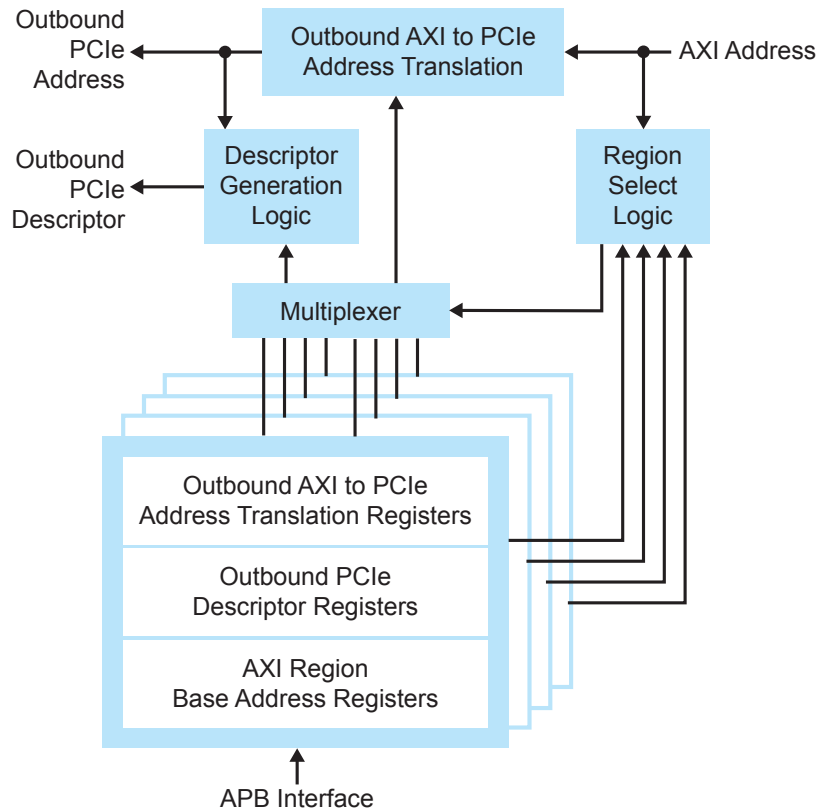 Outbound
PCIe
Address
Outbound AXI to PCIe
Address Translation
AXI Address
Outbound
PCIe
Descriptor
Descriptor
Generation
Logic
Region
Select
Logic
Multiplexer
Outbound AXI to PCIe
Address Translation Registers
Outbound PCIe
Descriptor Registers
AXI Region
Base Address Registers
APB Interface